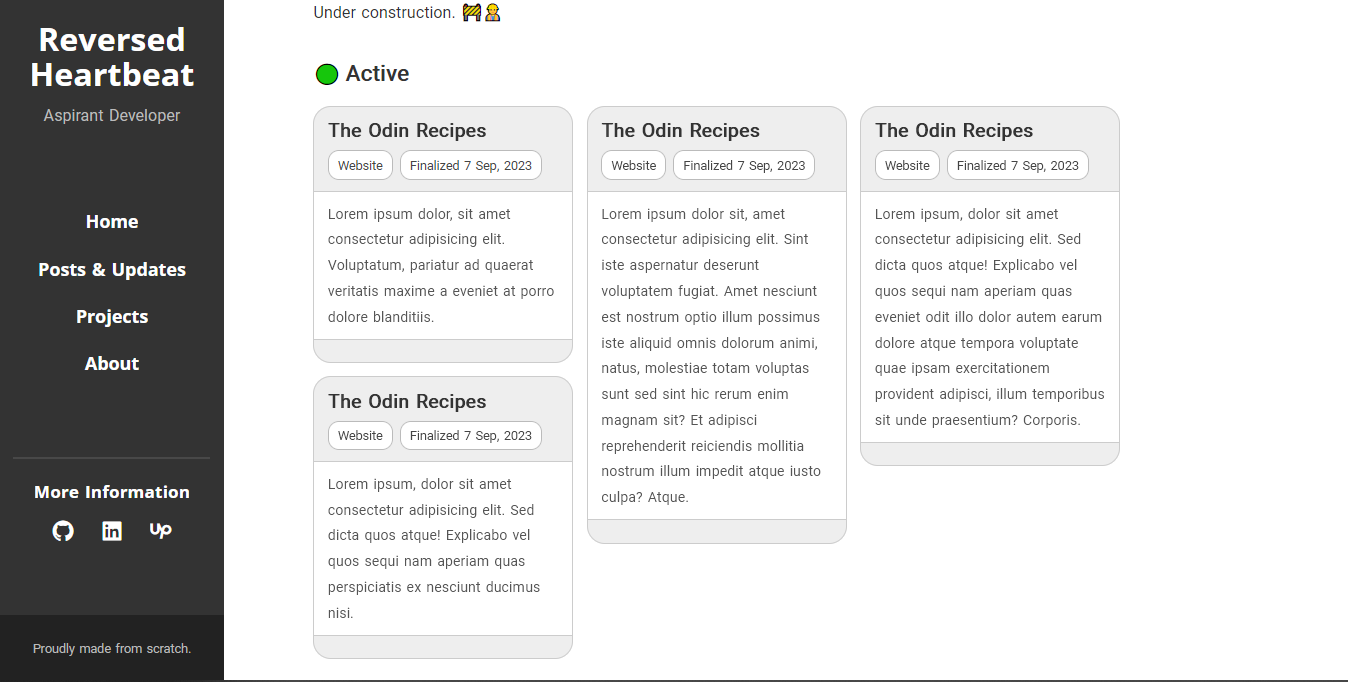 Reversed
Heartbeat
Aspirant Developer
Home
Posts & Updates
Projects
About
More Information
in
Up
Proudly made from scratch.
Under construction. 🚧👷
Active
The Odin Recipes
Website
Finalized 7 Sep, 2023
Lorem ipsum dolor, sit amet
consectetur adipisicing elit.
Voluptatum, pariatur ad quaerat
veritatis maxime a eveniet at porro
dolore blanditiis.
The Odin Recipes
Website
Finalized 7 Sep, 2023
Lorem ipsum, dolor sit amet
consectetur adipisicing elit. Sed
dicta quos atque! Explicabo vel
quos sequi nam aperiam quas
perspiciatis ex nesciunt ducimus
nisi.
The Odin Recipes
Website
Finalized 7 Sep, 2023
Lorem ipsum dolor sit, amet
consectetur adipisicing elit. Sint
iste aspernatur deserunt
voluptatem fugiat. Amet nesciunt
est nostrum optio illum possimus
iste aliquid omnis dolorum animi,
natus, molestiae totam voluptas
sunt sed sint hic rerum enim
magnam sit? Et adipisci
reprehenderit reiciendis mollitia
nostrum illum impedit atque iusto
culpa? Atque.
The Odin Recipes
Website
Finalized 7 Sep, 2023
Lorem ipsum, dolor sit amet
consectetur adipisicing elit. Sed
dicta quos atque! Explicabo vel
quos sequi nam aperiam quas
eveniet odit illo dolor autem earum
dolore atque tempora voluptate
quae ipsam exercitationem
provident adipisci, illum temporibus
sit unde praesentium? Corporis.